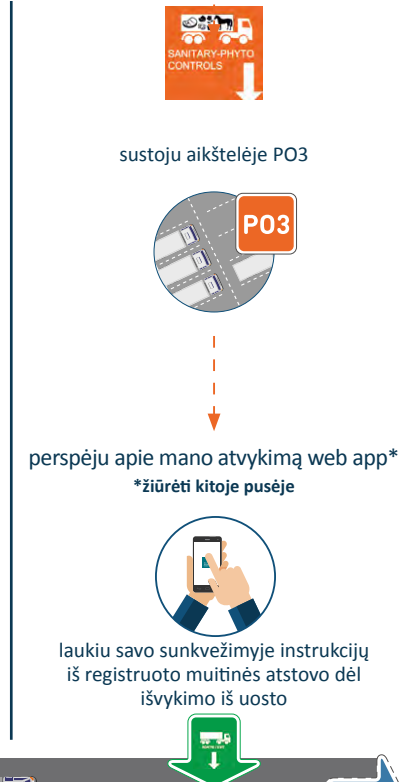 SANITARY-PHYTO
CONTROLS
sustoju aikštelėje PO3
PO3
perspėju apie mano atvykimą web app*
*žiūrėti kitoje pusėje
laukiu savo sunkvežimyje instrukcijų
iš registruoto muitinės atstovo dėl
išvykimo iš uosto